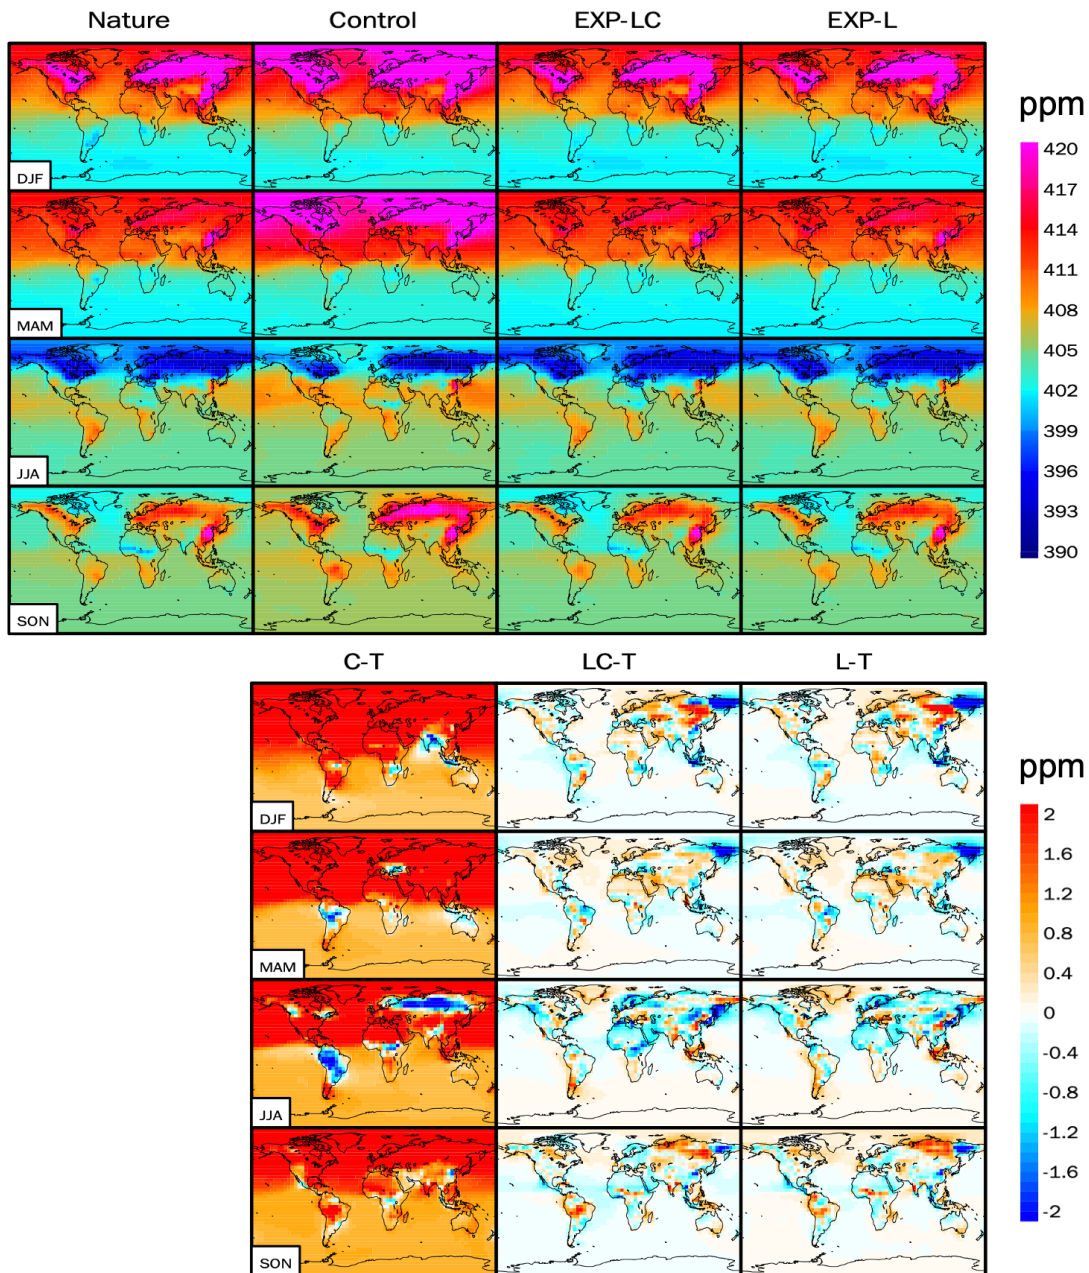 Nature Control EXP-LC EXP-L
ppm
420
417
414
411
408
405
402
399
396
393
390
DJF
MAM
JJA
SON
C-T LC-T L-T
ppm
2
1.6
1.2
0.8
0.4
0
-0.4
-0.8
-1.2
-1.6
-2
DJF
MAM
JJA
SON